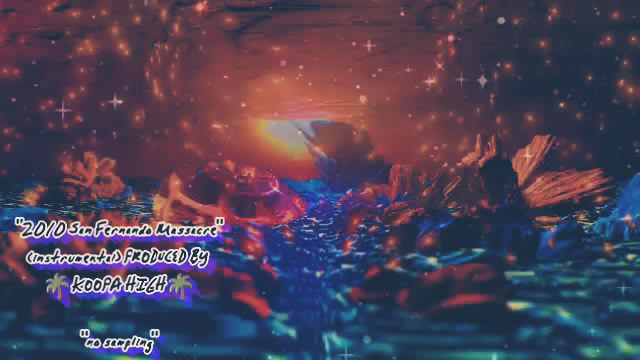 "2010 San Fernando Massacre"
(instrumental) PRODUCED By
🌴 KOOPA HIGH 🌴
"no sampling"